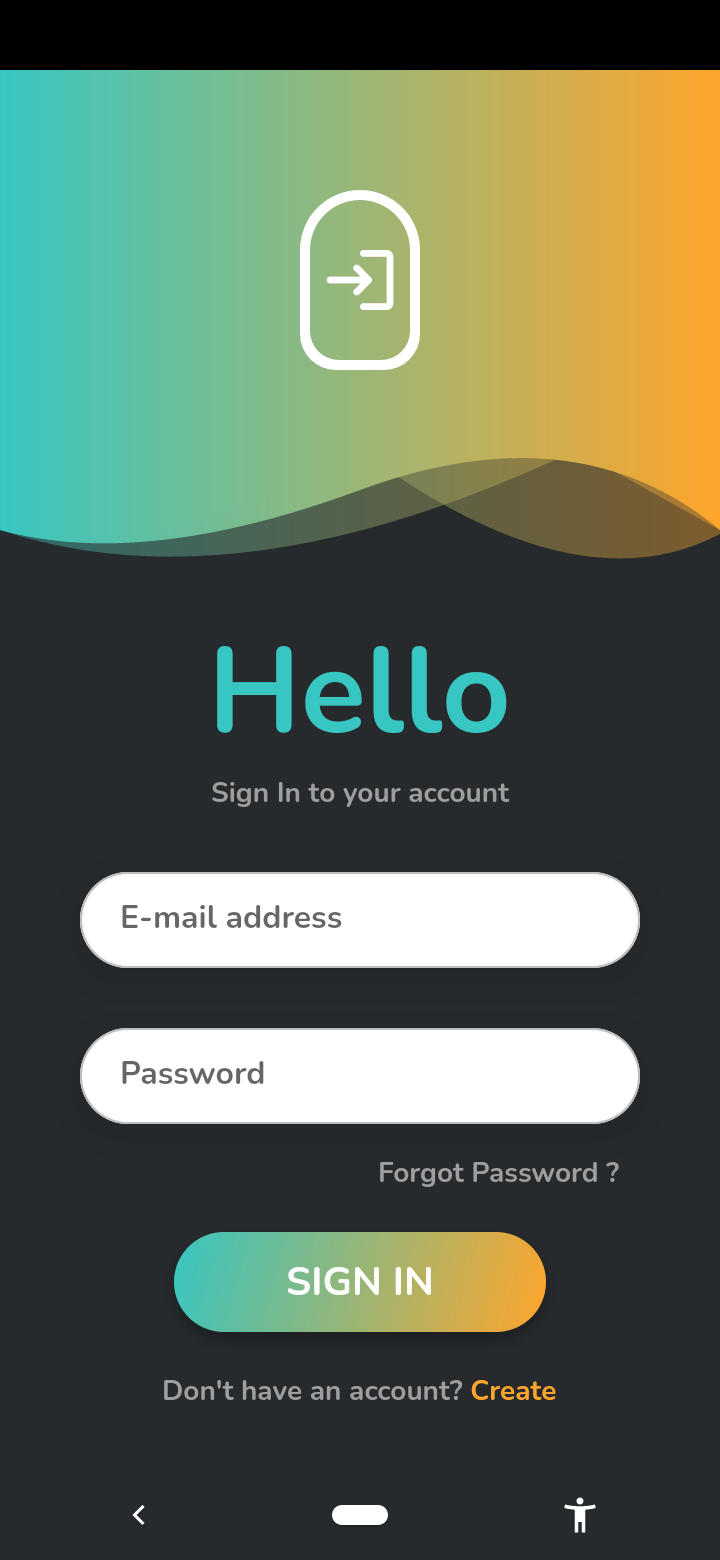 Hello
Sign In to your account
E-mail address
Password
Forgot Password ?
SIGN IN
Don't have an account? Create